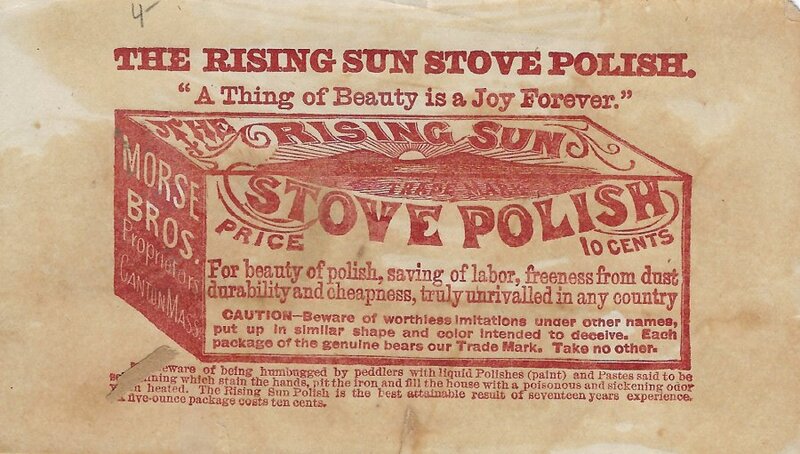 4-
THE RISING SUN STOVE POLISH.
“A Thing of Beauty is a Joy Forever.”
THE RISING SUN
TRADE MARK
STOVE POLISH
PRICE 10 CENTS
MORSE
BROS.
Proprietors
CANTON MASS
For beauty of polish, saving of labor, freeness from dust
durability and cheapness, truly unrivalled in any country
CAUTION—Beware of worthless imitations under other names,
put up in similar shape and color intended to deceive. Each
package of the genuine bears our Trade Mark. Take no other.
Beware of being humbugged by peddlers with liquid Polishes (paint) and Pastes said to be
which stain the hands, pit the iron and fill the house with a poisonous and sickening odor
heated. The Rising Sun Polish is the best attainable result of seventeen years experience.
five-ounce package costs ten cents.